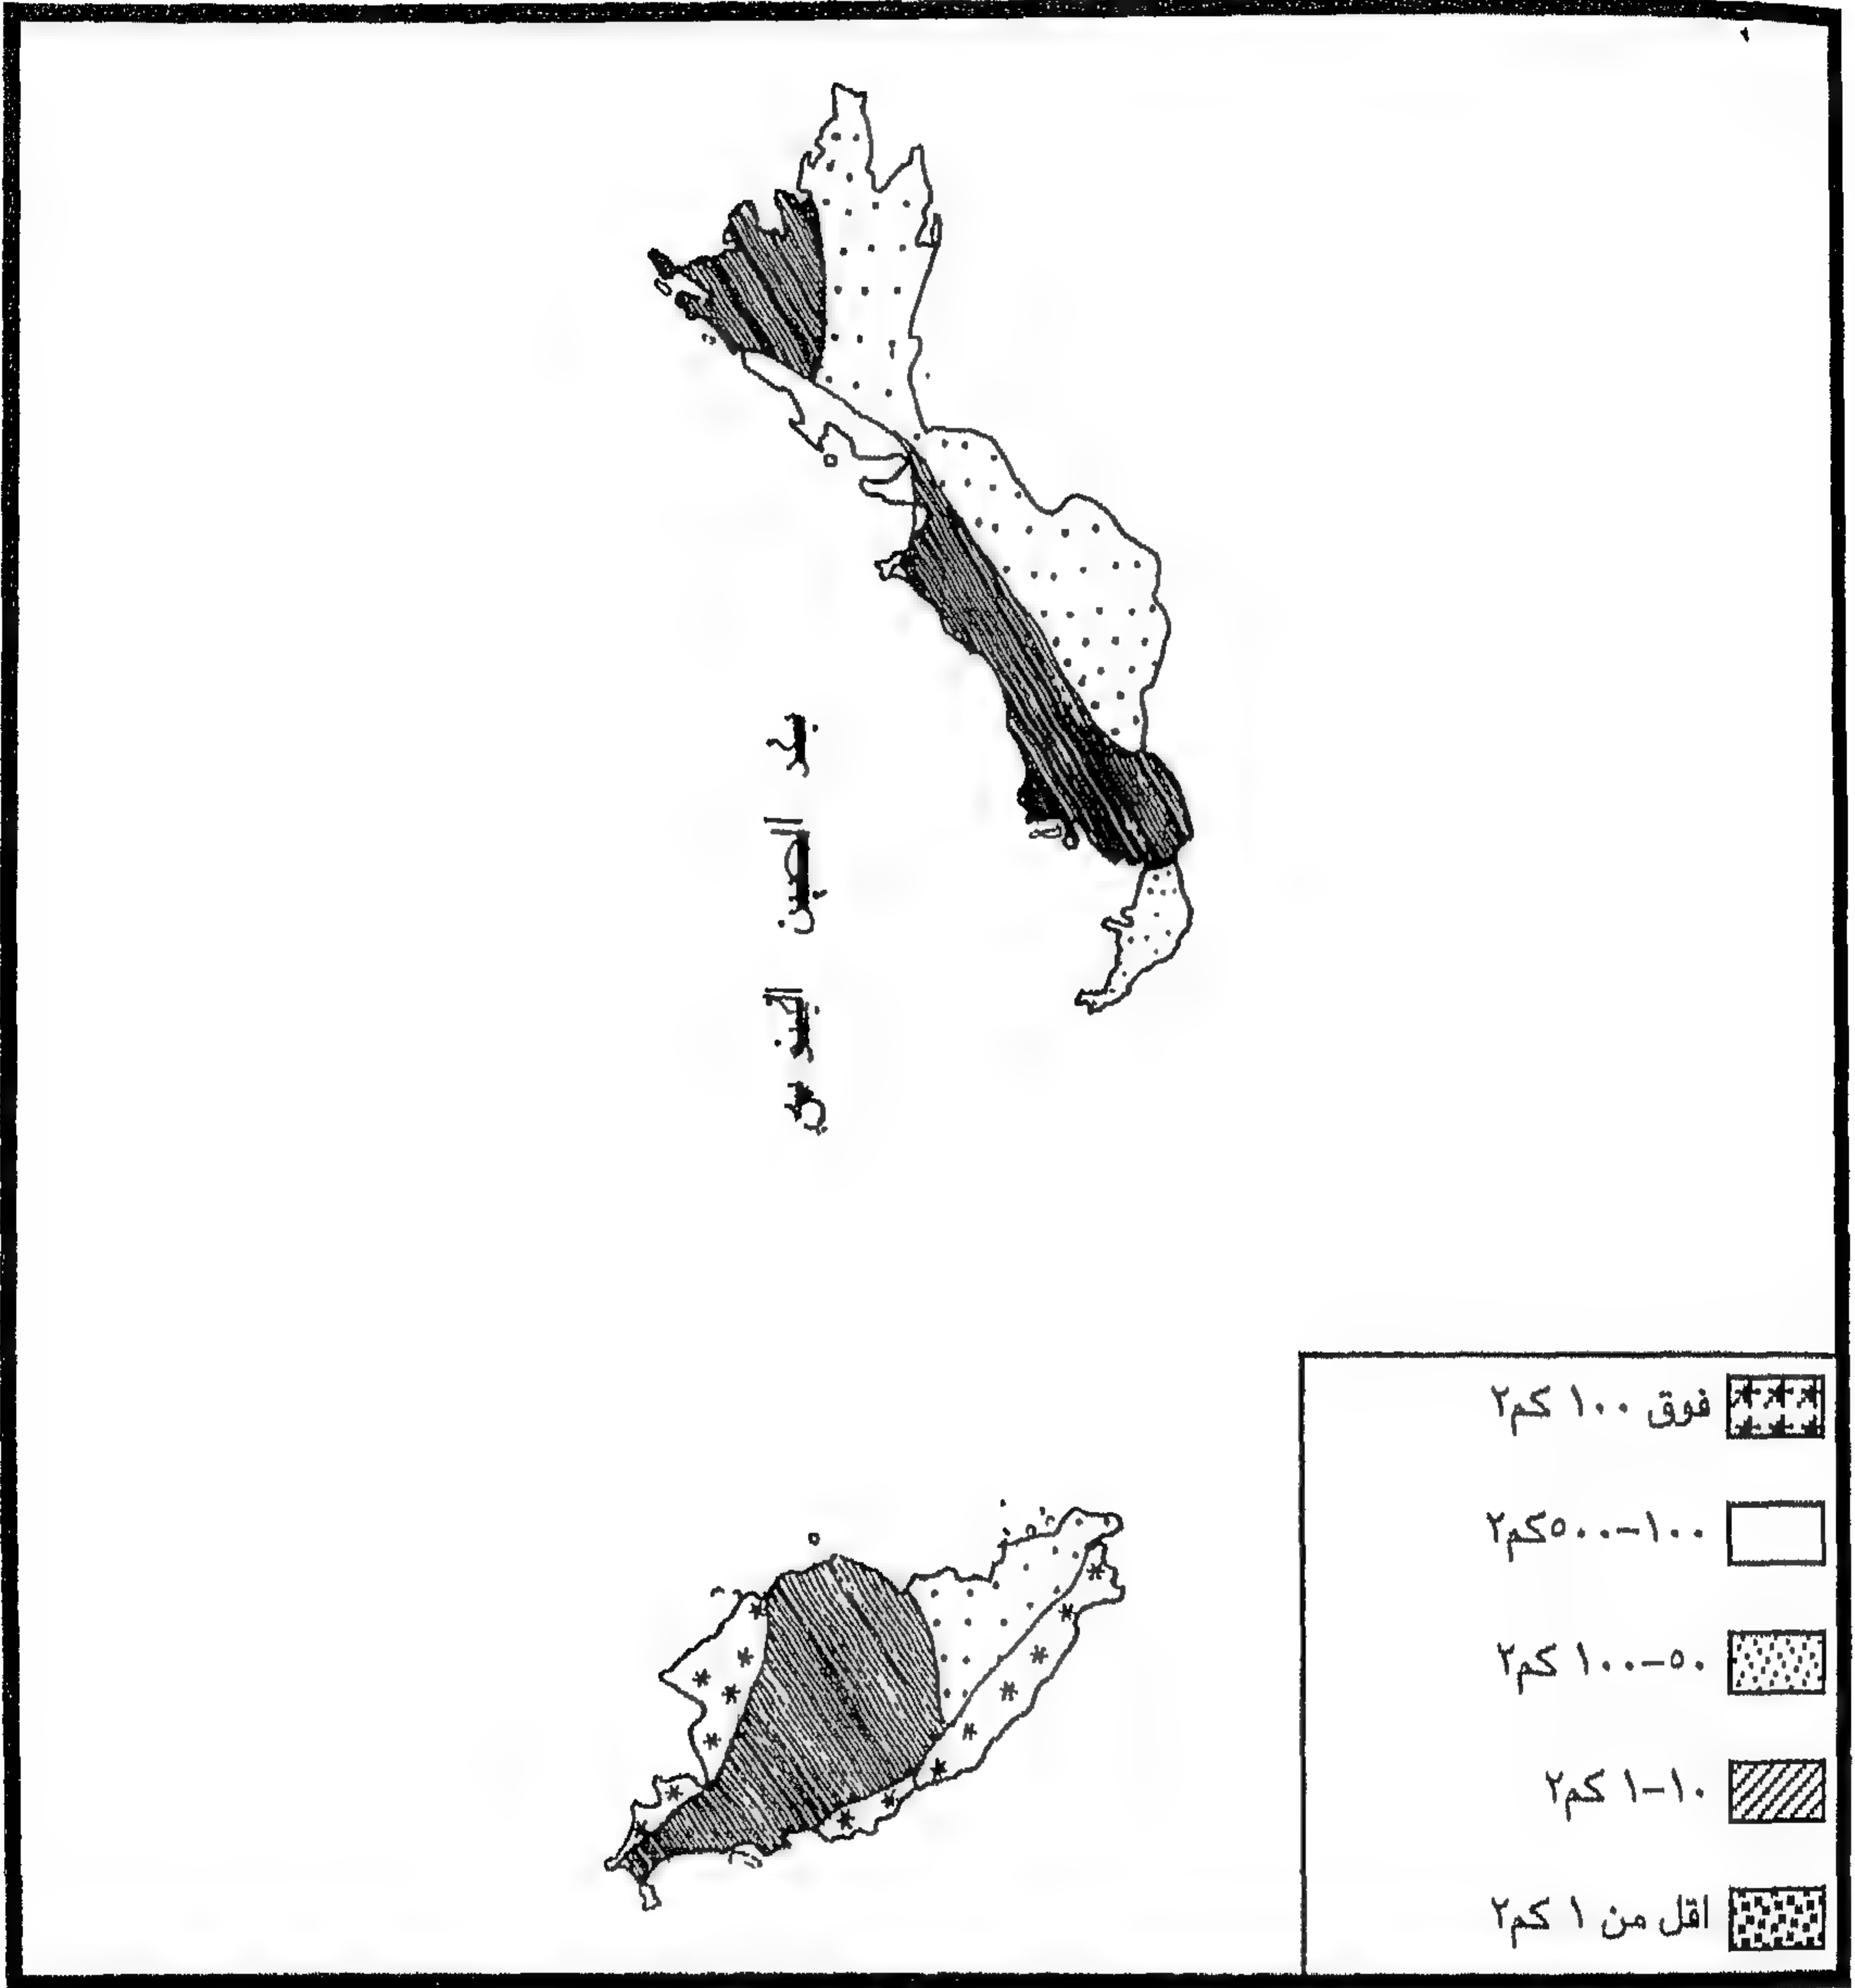 بحر الصين الجنوبي
فوق ١٠٠ كم٢
١٠٠-٥٠٠كم٢
٥٠-١٠٠ كم٢
١٠-١ كم٢
اقل من ١ كم٢